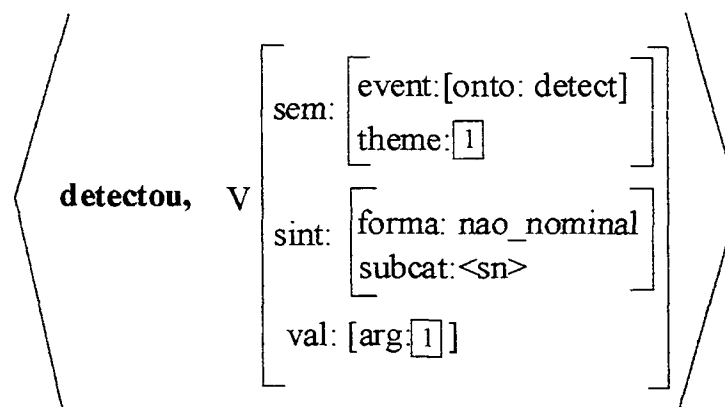 event:[onto: detect]
sem:
theme: 1
detectou, V
forma: nao_nominal
sint:
subcat:<sn>
val: [arg: 1 ]